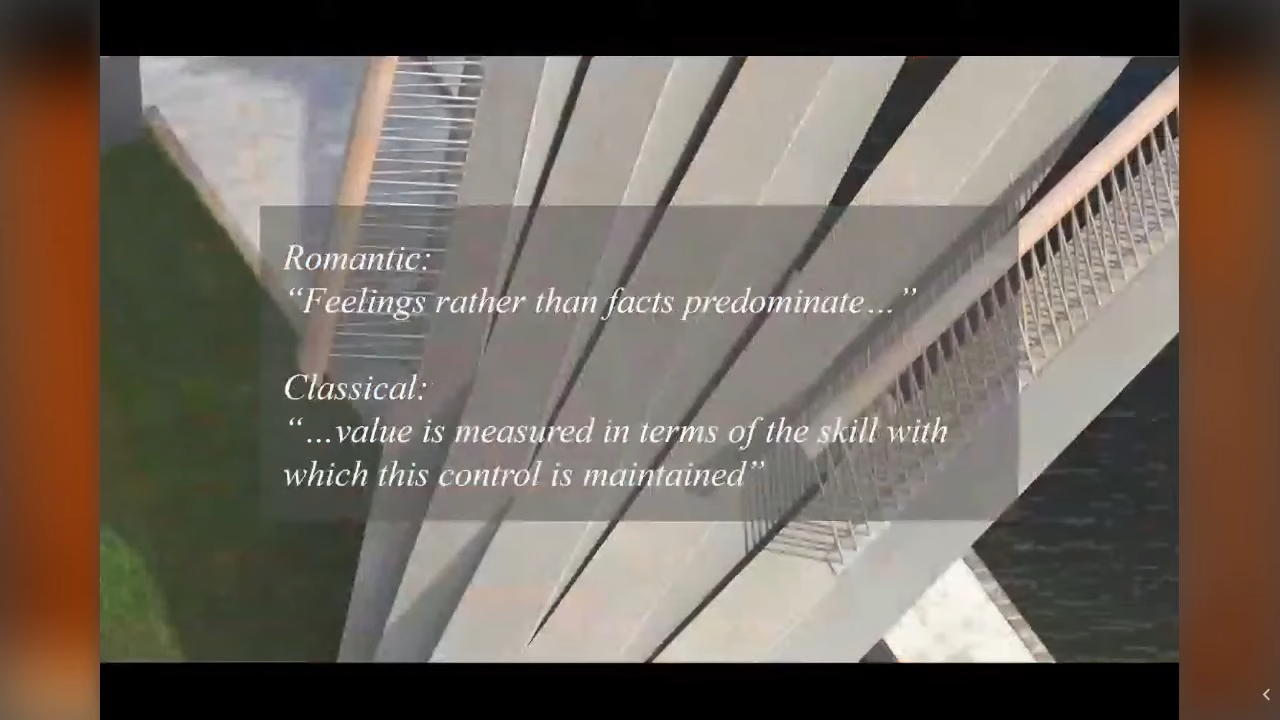 Romantic:
“Feelings rather than facts predominate…”
Classical:
“…value is measured in terms of the skill with
which this control is maintained”